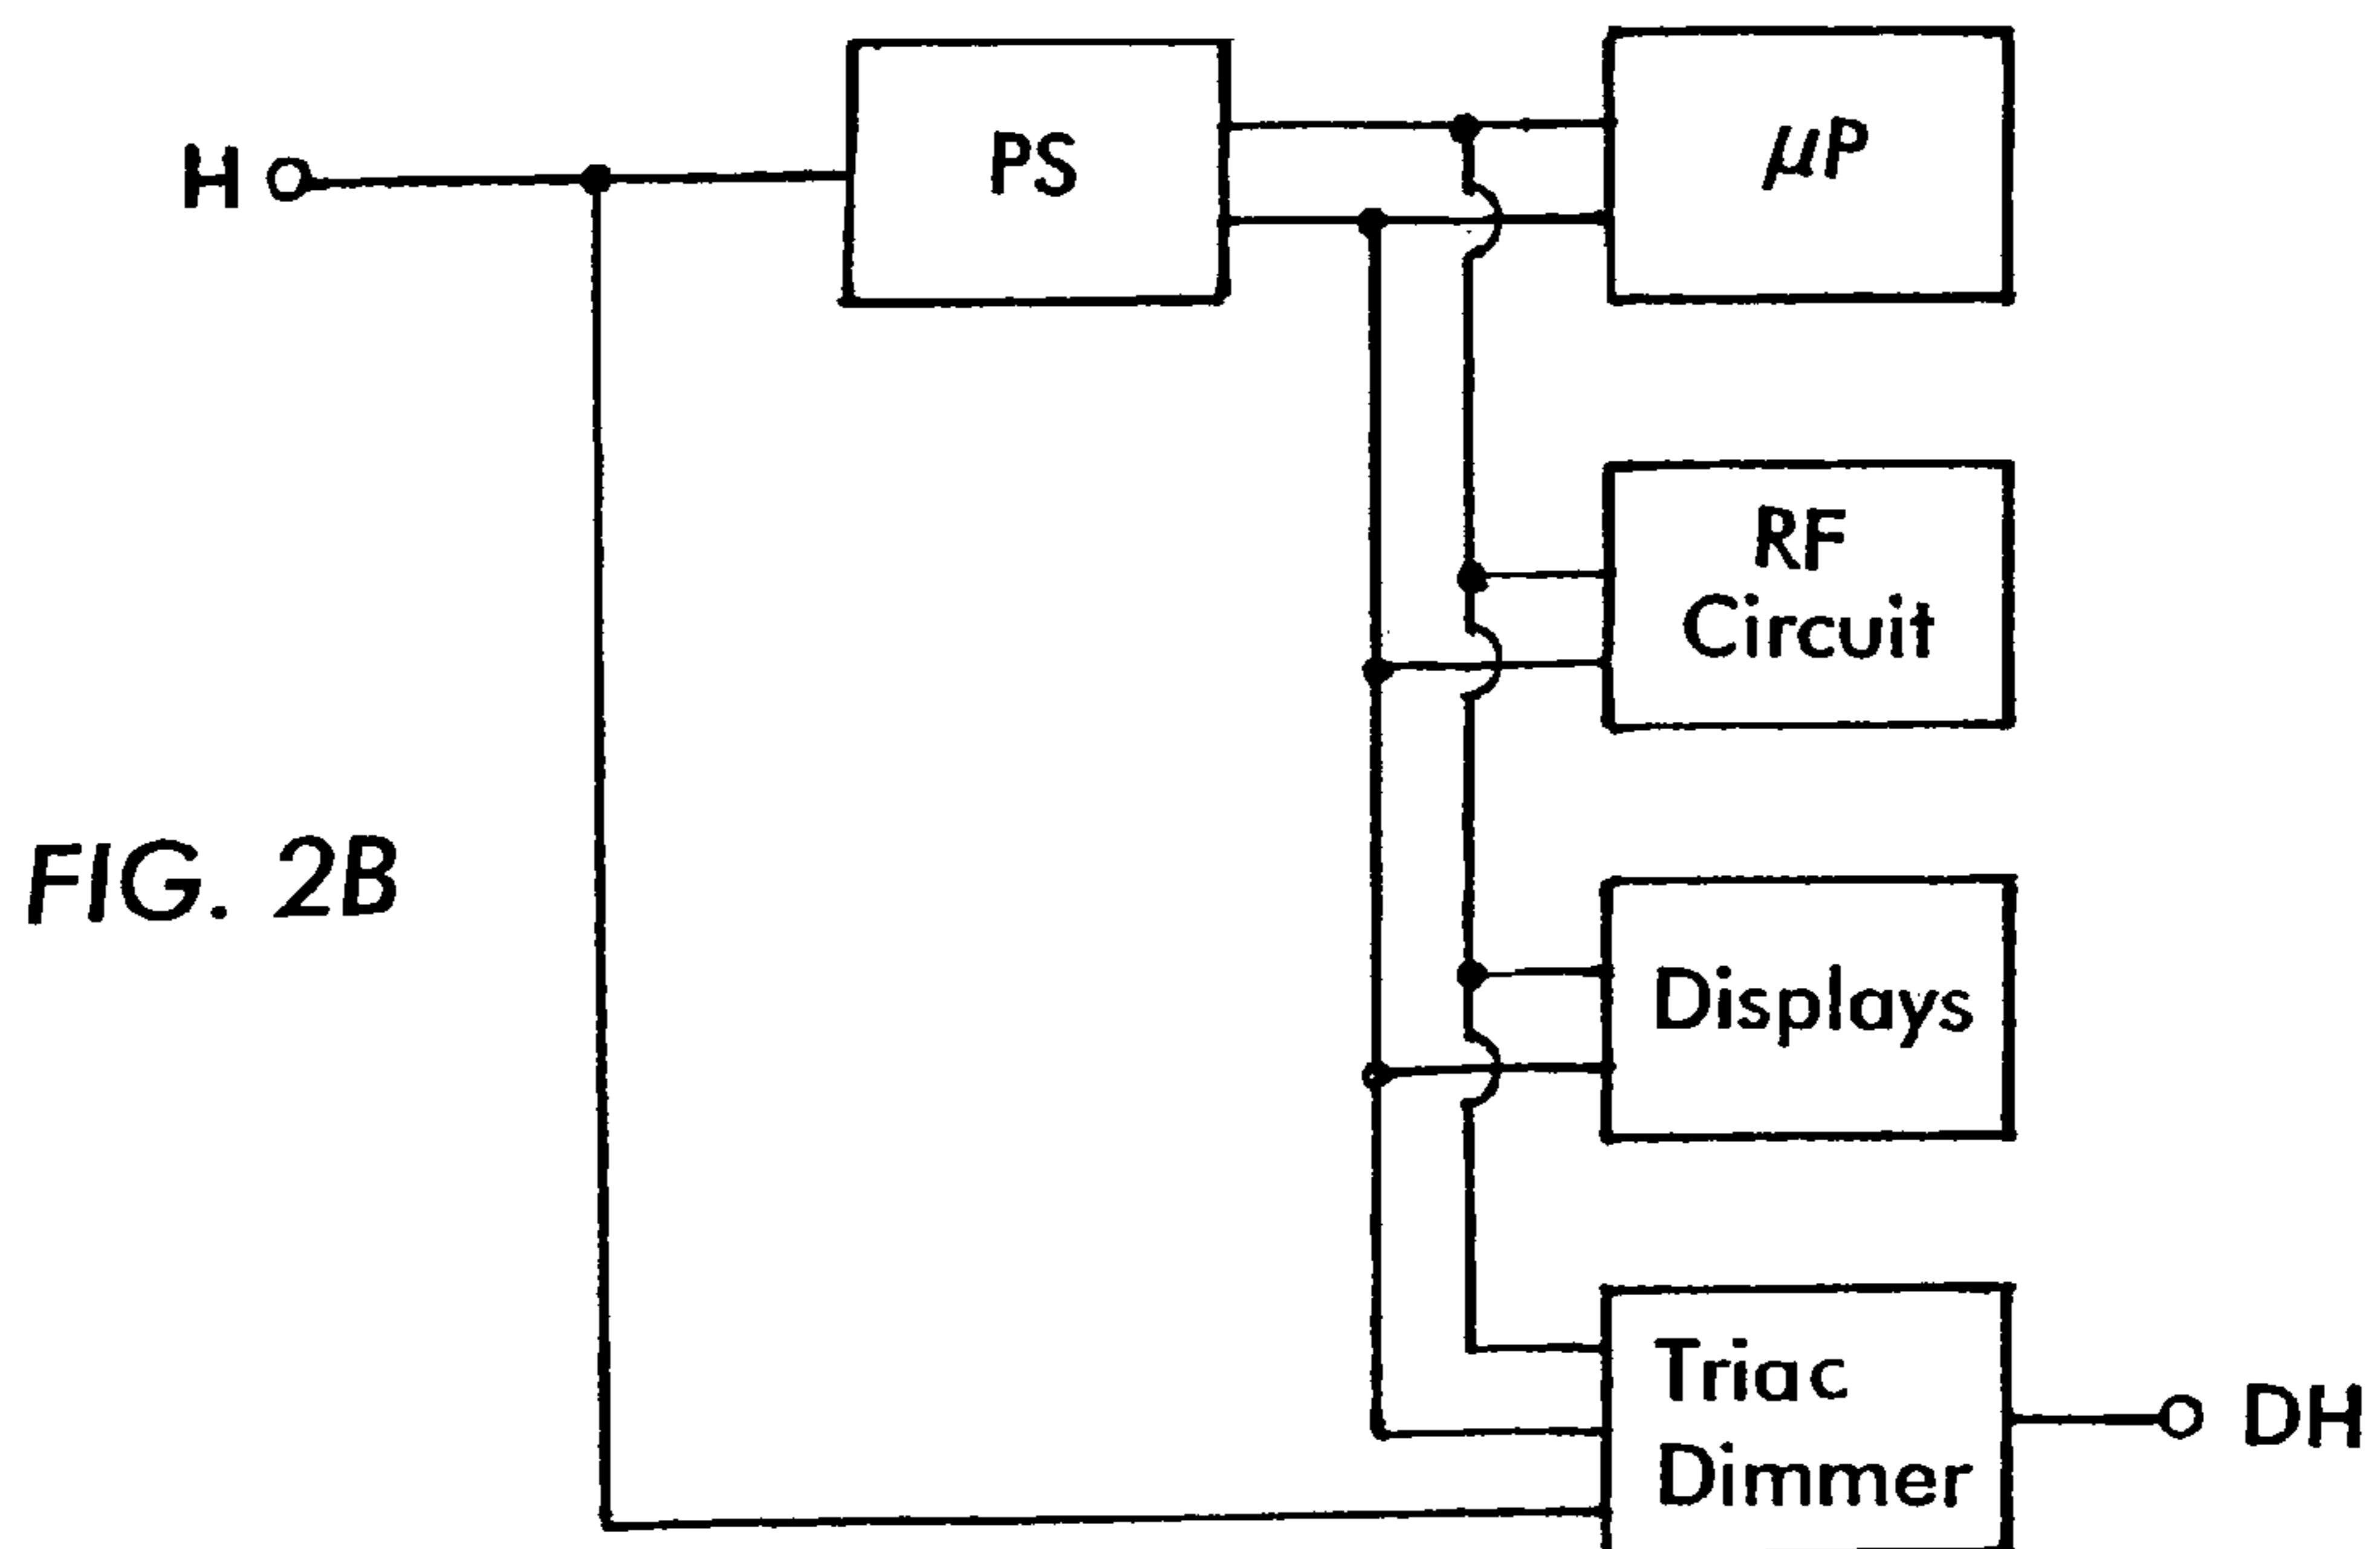 H
PS
μP
RF
Circuit
FIG. 2B
Displays
Triac
Dimmer
DH